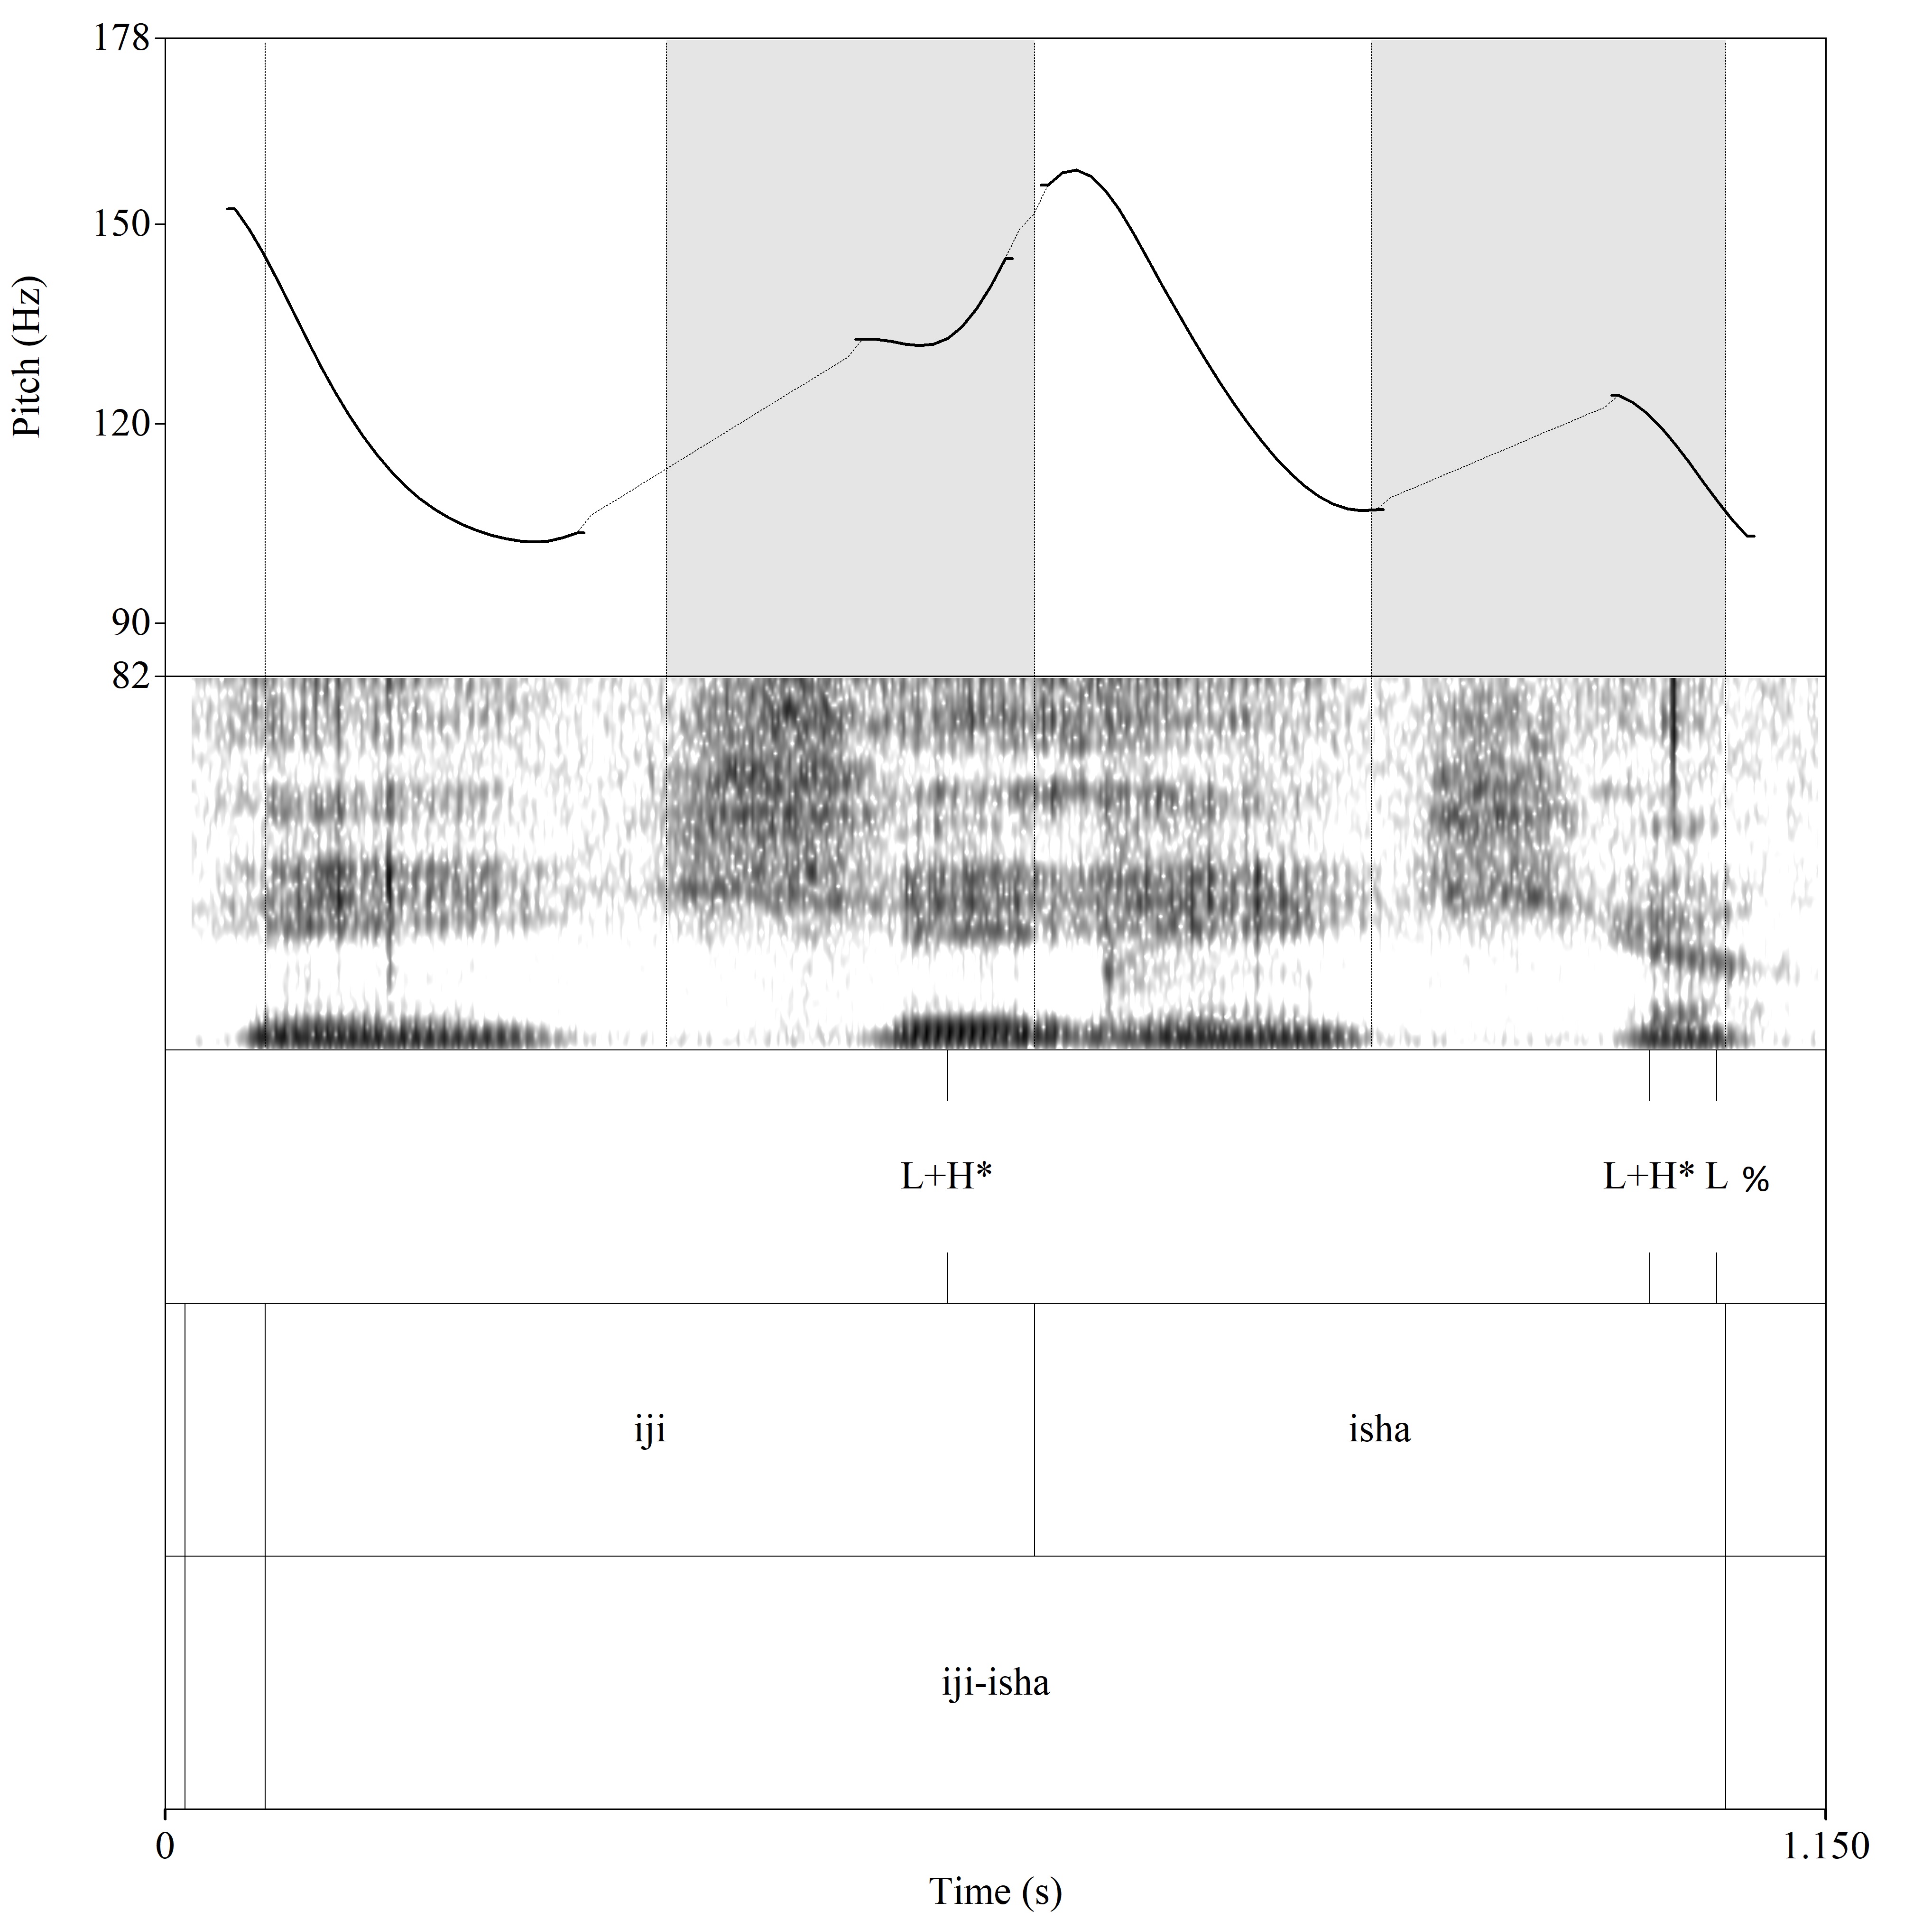 178
150
120
90
82
Pitch (Hz)
L+H* L+H* L %
iji isha
iji-isha
0 1.150
Time (s)